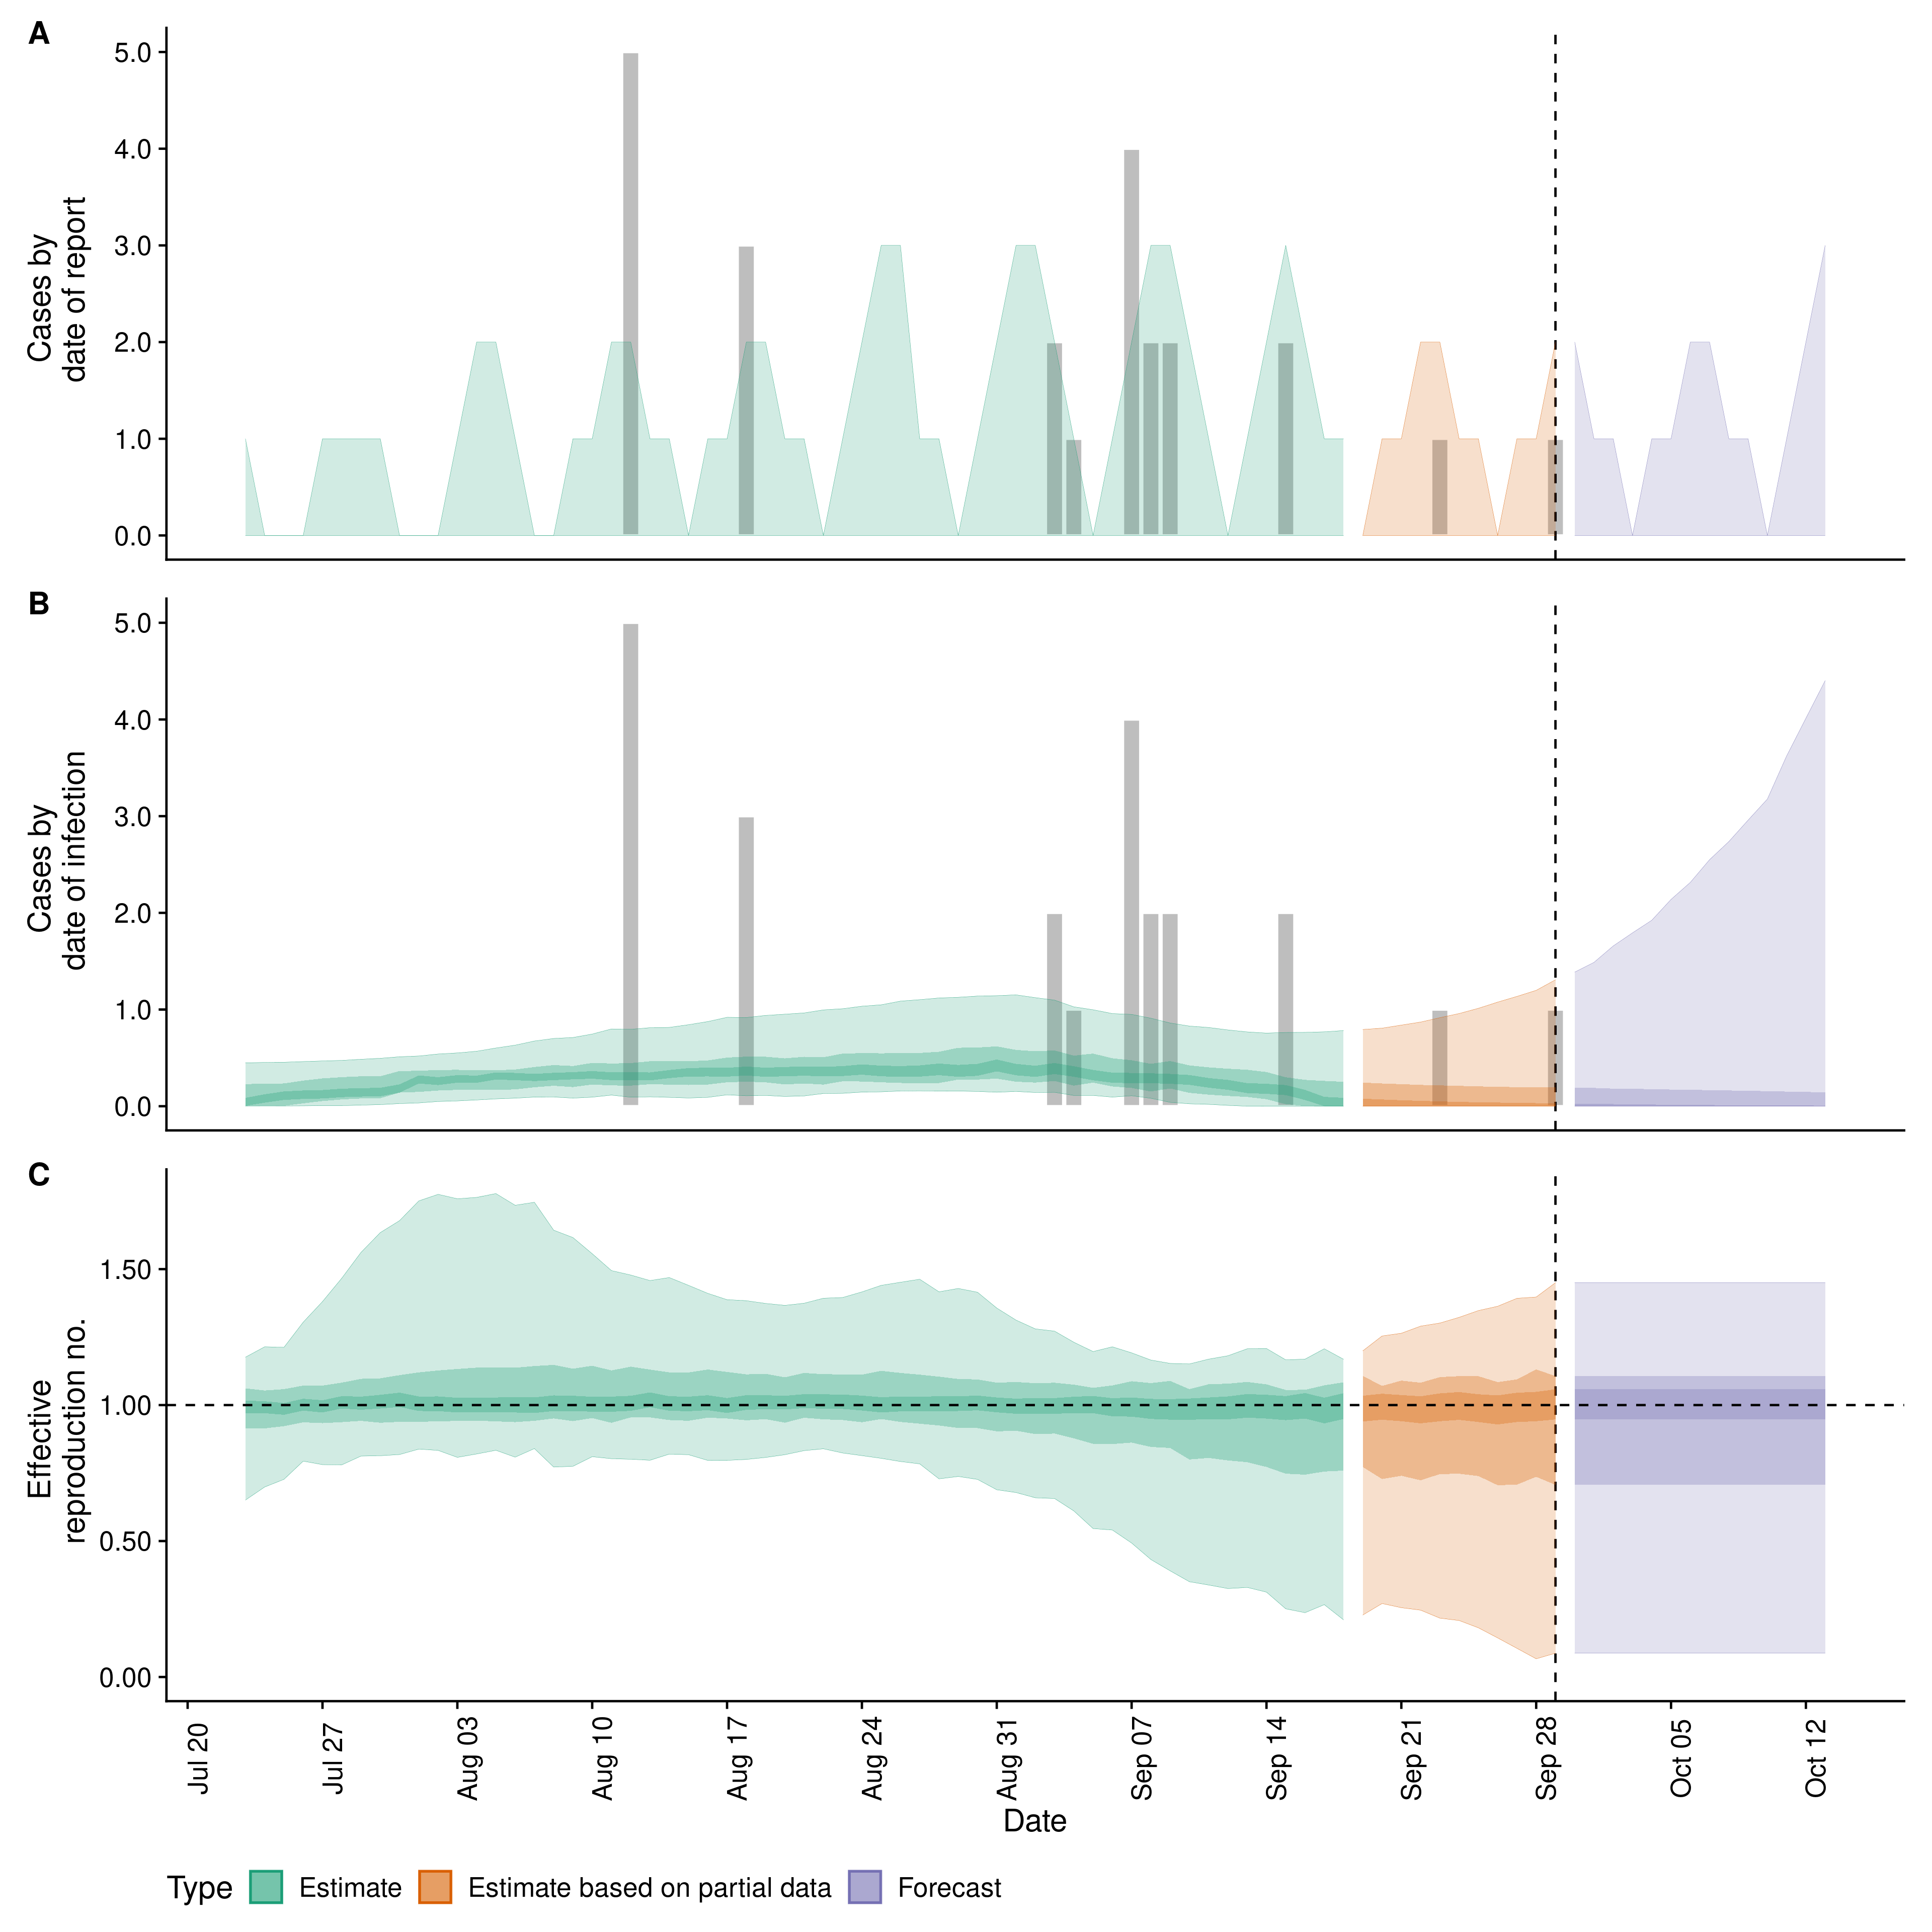 A
5.0
4.0
3.0
2.0
1.0
0.0
Cases by
date of report
B
5.0
4.0
3.0
2.0
1.0
0.0
Cases by
date of infection
C
1.50
1.00
0.50
0.00
Effective
reproduction no.
Jul 20
Jul 27
Aug 03
Aug 10
Aug 17
Aug 24
Aug 31
Sep 07
Sep 14
Sep 21
Sep 28
Oct 05
Oct 12
Date
Type Estimate Estimate based on partial data Forecast